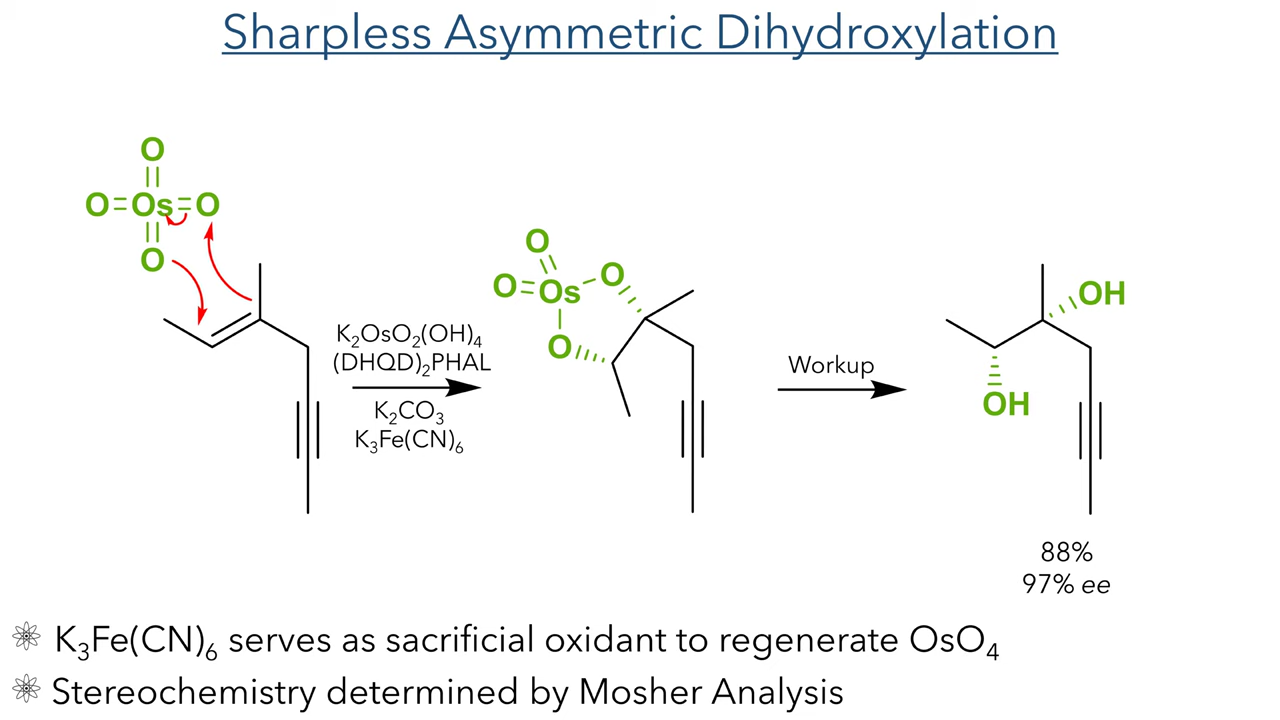 Sharpless Asymmetric Dihydroxylation
O
O=Os=O
O
K₂OsO₂(OH)₄
(DHQD)₂PHAL
K₂CO₃
K₃Fe(CN)₆
O
O=Os
O
O
Workup
OH
OH
88%
97% ee
K₃Fe(CN)₆ serves as sacrificial oxidant to regenerate OsO₄
Stereochemistry determined by Mosher Analysis